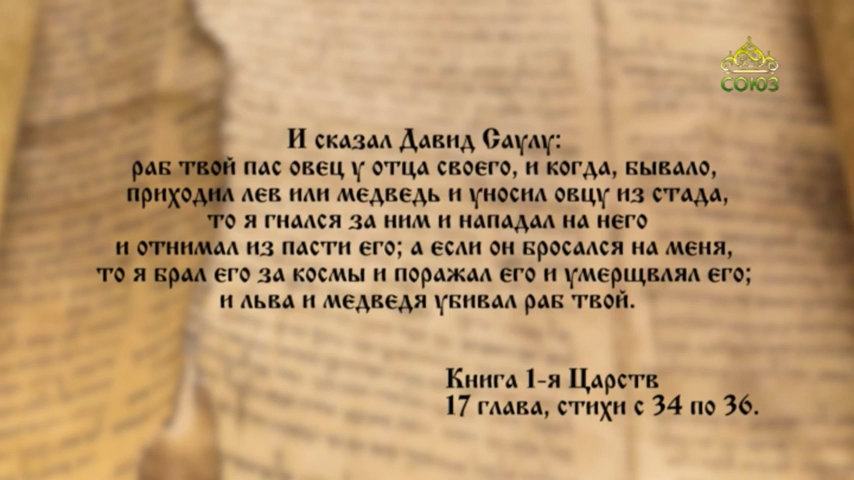 СОЮЗ
И сказал Давид Саулу:
раб твой пас овец у отца своего, и когда, бывало,
приходил лев или медведь и уносил овцу из стада,
то я гнался за ним и нападал на него
и отнимал из пасти его; а если он бросался на меня,
то я брал его за космы и поражал его и умерщвлял его;
и льва и медведя убивал раб твой.
Книга 1-я Царств
17 глава, стихи с 34 по 36.